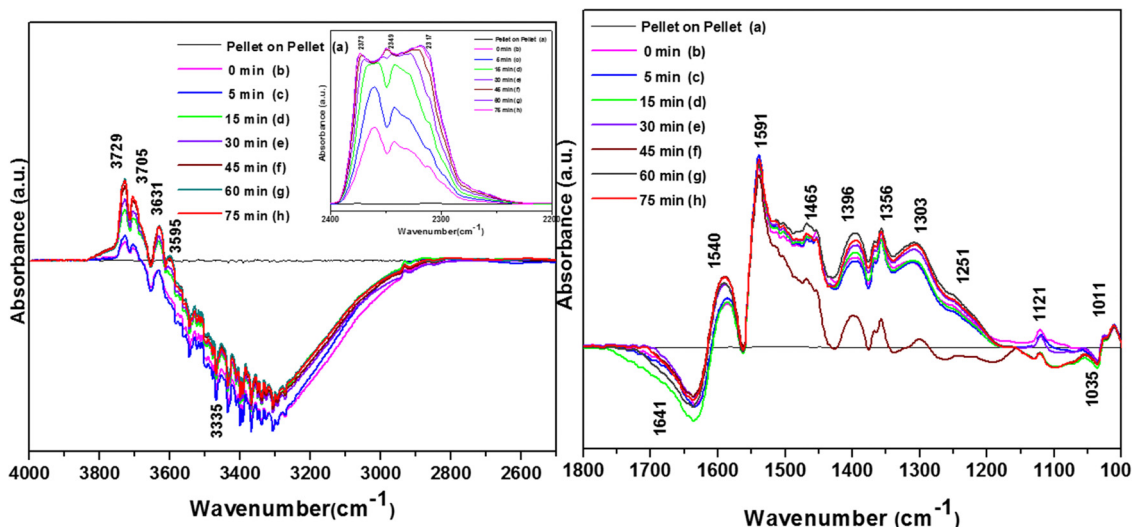 Absorbance (a.u.)
Pellet on Pellet (a)
0 min (b)
5 min (c)
15 min (d)
30 min (e)
45 min (f)
60 min (g)
75 min (h)
3729
3705
3631
3595
3335
4000 3800 3600 3400 3200 3000 2800 2600
Wavenumber(cm⁻¹)
Absorbance (a.u.)
2373
2349
2317
Pellet on Pellet (a)
0 min (b)
5 min (c)
15 min (d)
30 min (e)
45 min (f)
60 min (g)
75 min (h)
2400 2300 2200
Wavenumber(cm⁻¹)
Absorbance (a.u.)
Pellet on Pellet (a)
0 min (b)
5 min (c)
15 min (d)
30 min (e)
45 min (f)
60 min (g)
75 min (h)
1641
1540
1591
1465
1396
1356
1303
1251
1121
1035
1011
1800 1700 1600 1500 1400 1300 1200 1100 1000
Wavenumber (cm⁻¹)